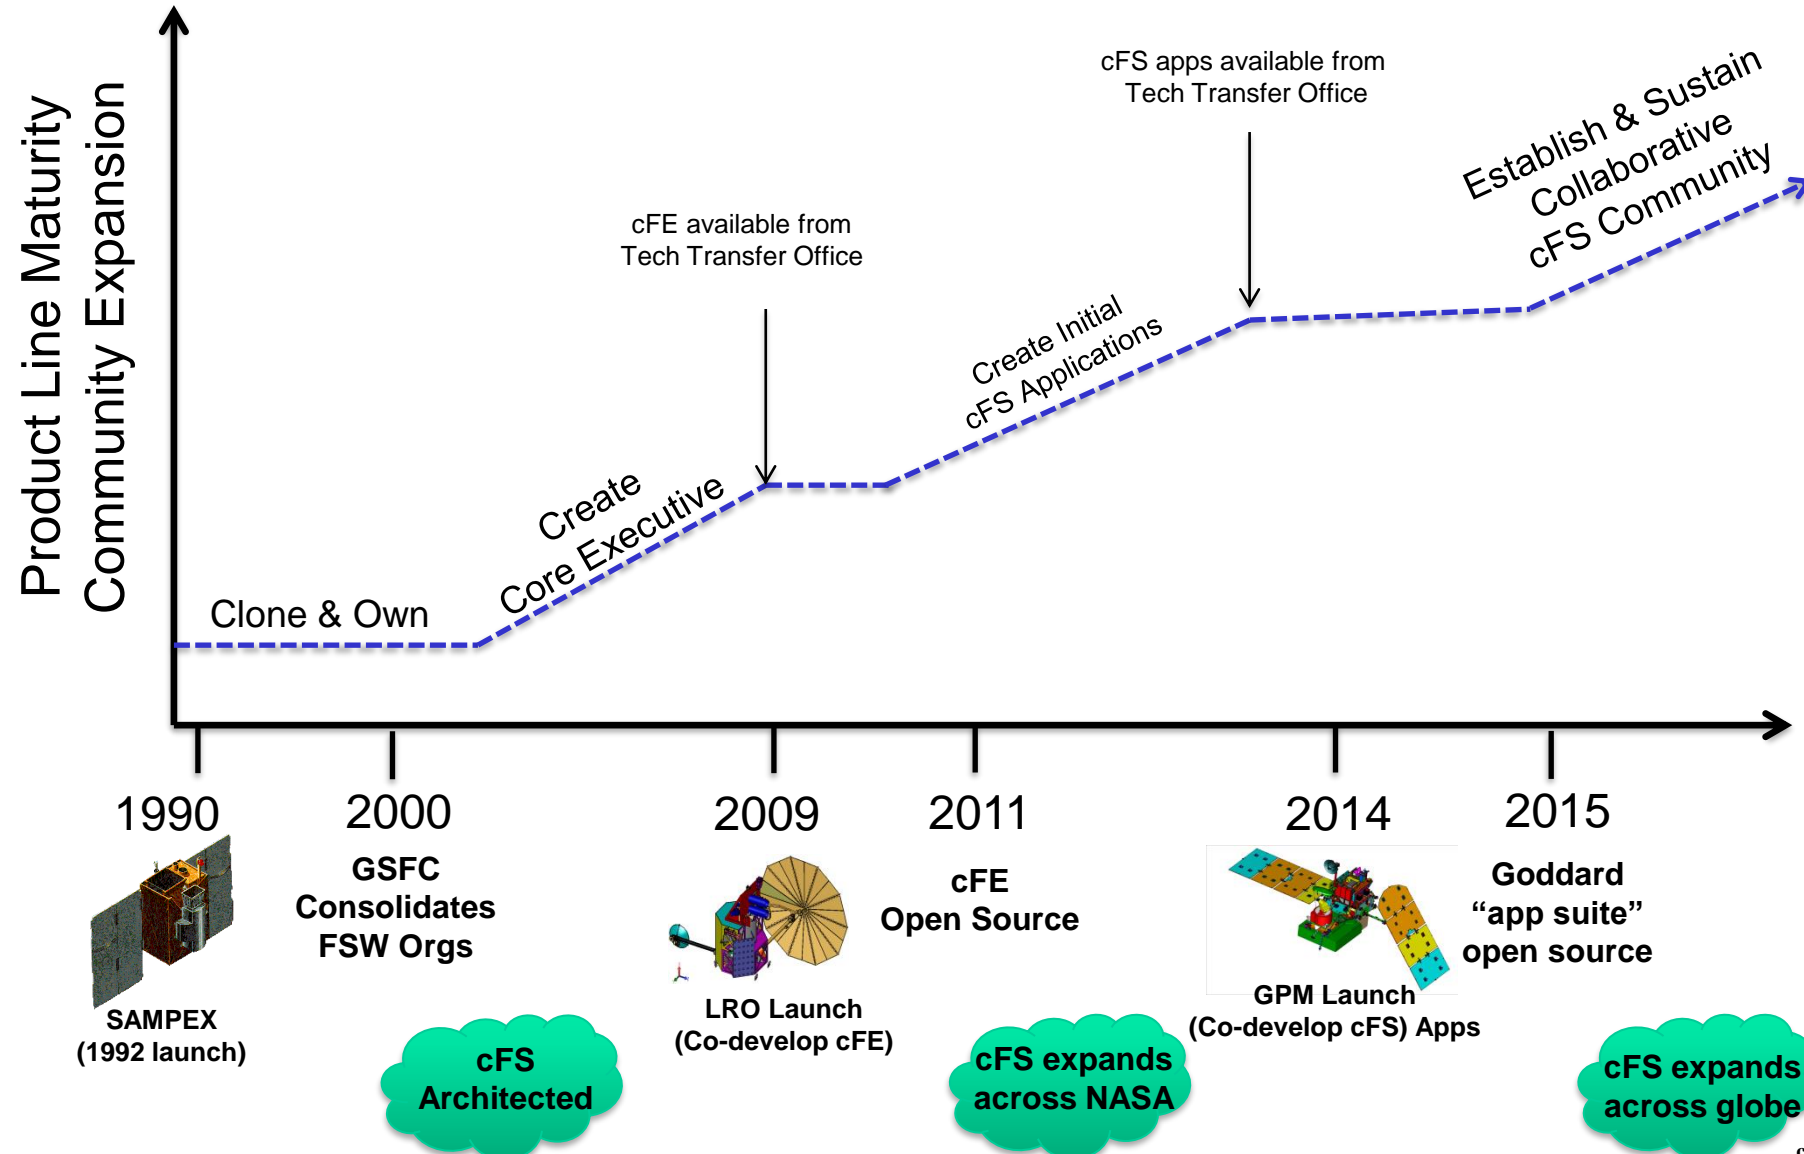 Product Line Maturity
Community Expansion
cFS apps available from
Tech Transfer Office
Establish & Sustain
Collaborative
cFS Community
cFE available from
Tech Transfer Office
Create Initial
cFS Applications
Create
Core Executive
Clone & Own
1990
2000
2009
2011
2014
2015
SAMPEX
(1992 launch)
GSFC
Consolidates
FSW Orgs
LRO Launch
(Co-develop cFE)
cFE
Open Source
GPM Launch
(Co-develop cFS) Apps
Goddard
“app suite”
open source
cFS
Architected
cFS expands
across NASA
cFS expands
across globe